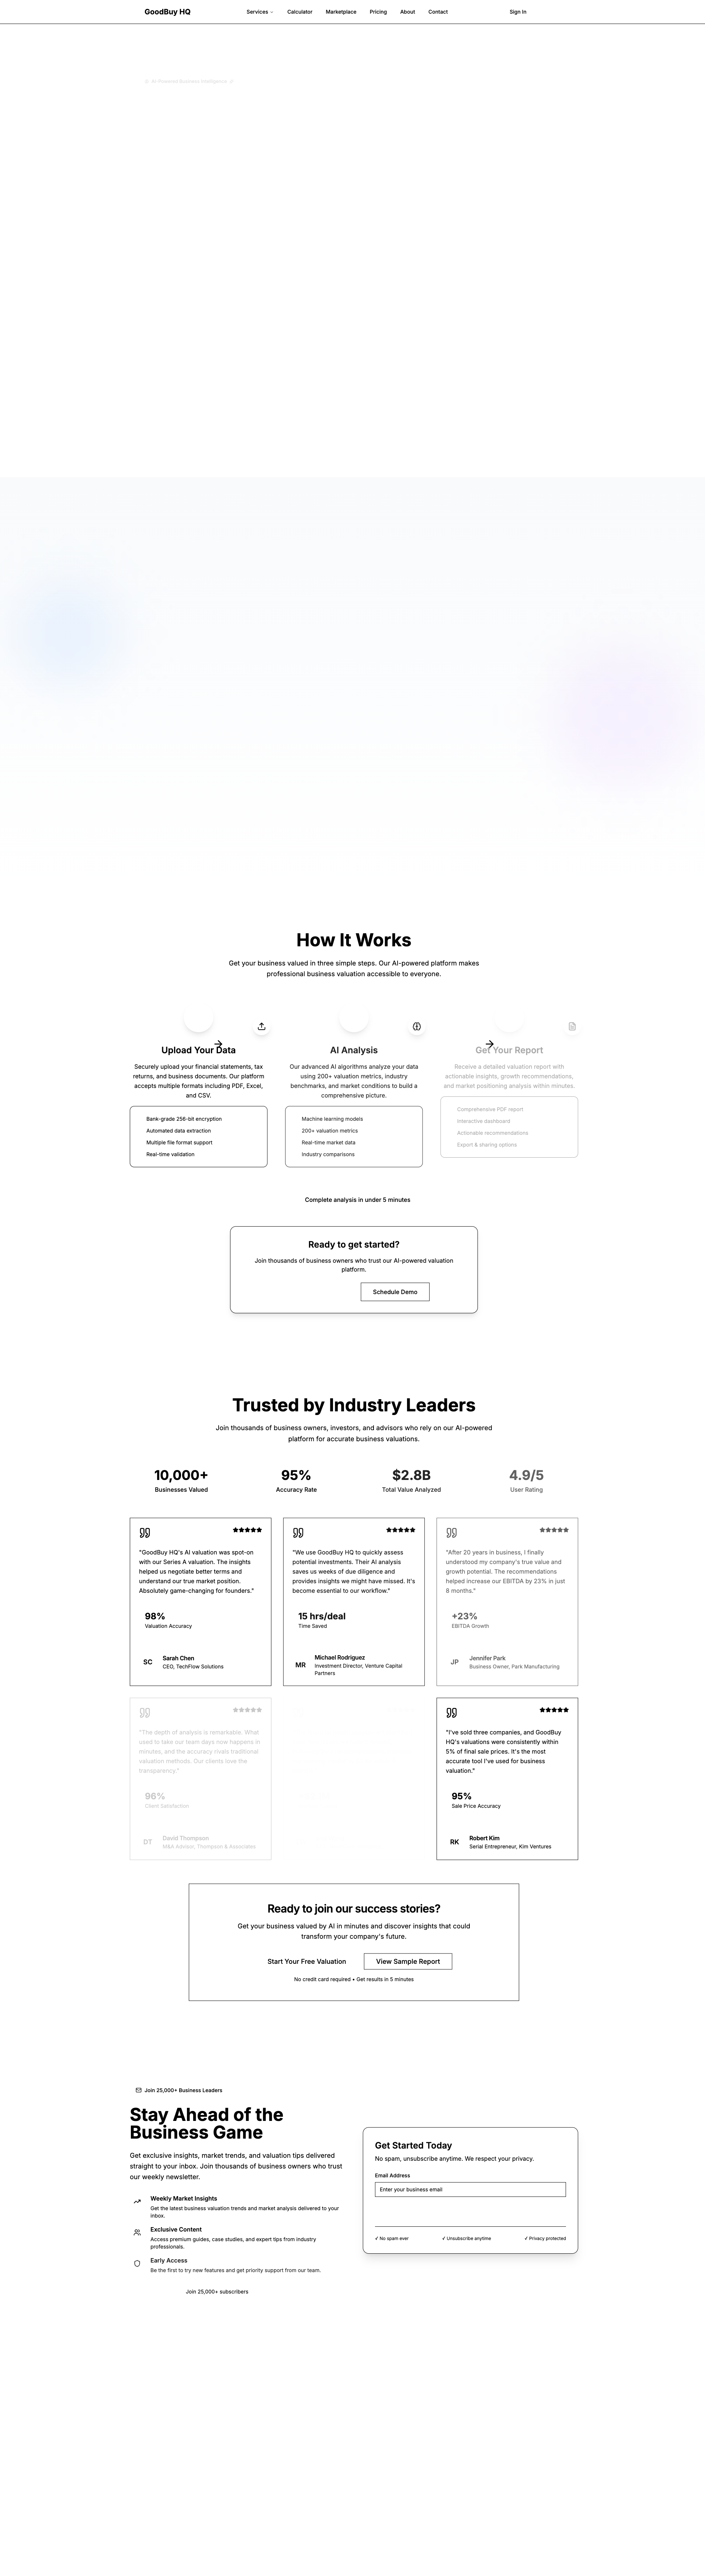 GoodBuy HQ
Services
Calculator
Marketplace
Pricing
About
Contact
Sign In
AI-Powered Business Intelligence
How It Works
Get your business valued in three simple steps. Our AI-powered platform makes
professional business valuation accessible to everyone.
Upload Your Data
Securely upload your financial statements, tax
returns, and business documents. Our platform
accepts multiple formats including PDF, Excel,
and CSV.
Bank-grade 256-bit encryption
Automated data extraction
Multiple file format support
Real-time validation
AI Analysis
Our advanced AI algorithms analyze your data
using 200+ valuation metrics, industry
benchmarks, and market conditions to build a
comprehensive picture.
Machine learning models
200+ valuation metrics
Real-time market data
Industry comparisons
Get Your Report
Receive a detailed valuation report with
actionable insights, growth recommendations,
and market positioning analysis within minutes.
Comprehensive PDF report
Interactive dashboard
Actionable recommendations
Export & sharing options
Complete analysis in under 5 minutes
Ready to get started?
Join thousands of business owners who trust our AI-powered valuation
platform.
Schedule Demo
Trusted by Industry Leaders
Join thousands of business owners, investors, and advisors who rely on our AI-powered
platform for accurate business valuations.
10,000+
Businesses Valued
95%
Accuracy Rate
$2.8B
Total Value Analyzed
4.9/5
User Rating
"GoodBuy HQ's AI valuation was spot-on
with our Series A valuation. The insights
helped us negotiate better terms and
understand our true market position.
Absolutely game-changing for founders."
98%
Valuation Accuracy
SC
Sarah Chen
CEO, TechFlow Solutions
"We use GoodBuy HQ to quickly assess
potential investments. Their AI analysis
saves us weeks of due diligence and
provides insights we might have missed. It's
become essential to our workflow."
15 hrs/deal
Time Saved
MR
Michael Rodriguez
Investment Director, Venture Capital
Partners
"After 20 years in business, I finally
understood my company's true value and
growth potential. The recommendations
helped increase our EBITDA by 23% in just
8 months."
+23%
EBITDA Growth
JP
Jennifer Park
Business Owner, Park Manufacturing
"The depth of analysis is remarkable. What
used to take our team days now happens in
minutes, and the accuracy rivals traditional
valuation methods. Our clients love the
transparency."
96%
Client Satisfaction
DT
David Thompson
M&A Advisor, Thompson & Associates
"I've sold three companies, and GoodBuy
HQ's valuations were consistently within
5% of final sale prices. It's the most
accurate tool I've used for business
valuation."
95%
Sale Price Accuracy
RK
Robert Kim
Serial Entrepreneur, Kim Ventures
Ready to join our success stories?
Get your business valued by AI in minutes and discover insights that could
transform your company's future.
Start Your Free Valuation
View Sample Report
No credit card required • Get results in 5 minutes
Join 25,000+ Business Leaders
Stay Ahead of the
Business Game
Get exclusive insights, market trends, and valuation tips delivered
straight to your inbox. Join thousands of business owners who trust
our weekly newsletter.
Weekly Market Insights
Get the latest business valuation trends and market analysis delivered to your
inbox.
Exclusive Content
Access premium guides, case studies, and expert tips from industry
professionals.
Early Access
Be the first to try new features and get priority support from our team.
Join 25,000+ subscribers
Get Started Today
No spam, unsubscribe anytime. We respect your privacy.
Email Address
Enter your business email
✓ No spam ever
✓ Unsubscribe anytime
✓ Privacy protected